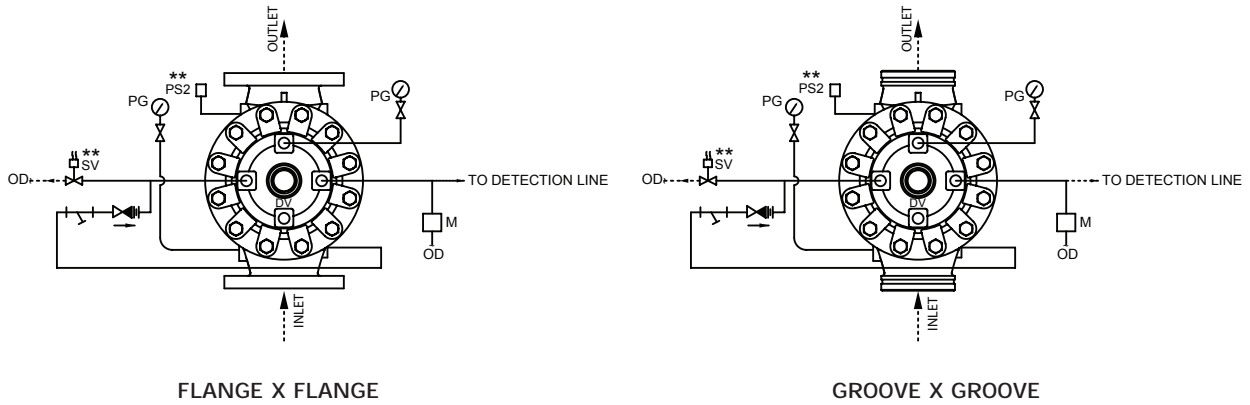 OUTLET
**
PS2
PG
PG
**
SV
OD
TO DETECTION LINE
DV
M
OD
INLET
FLANGE X FLANGE
OUTLET
**
PS2
PG
PG
**
SV
OD
TO DETECTION LINE
DV
M
OD
INLET
GROOVE X GROOVE